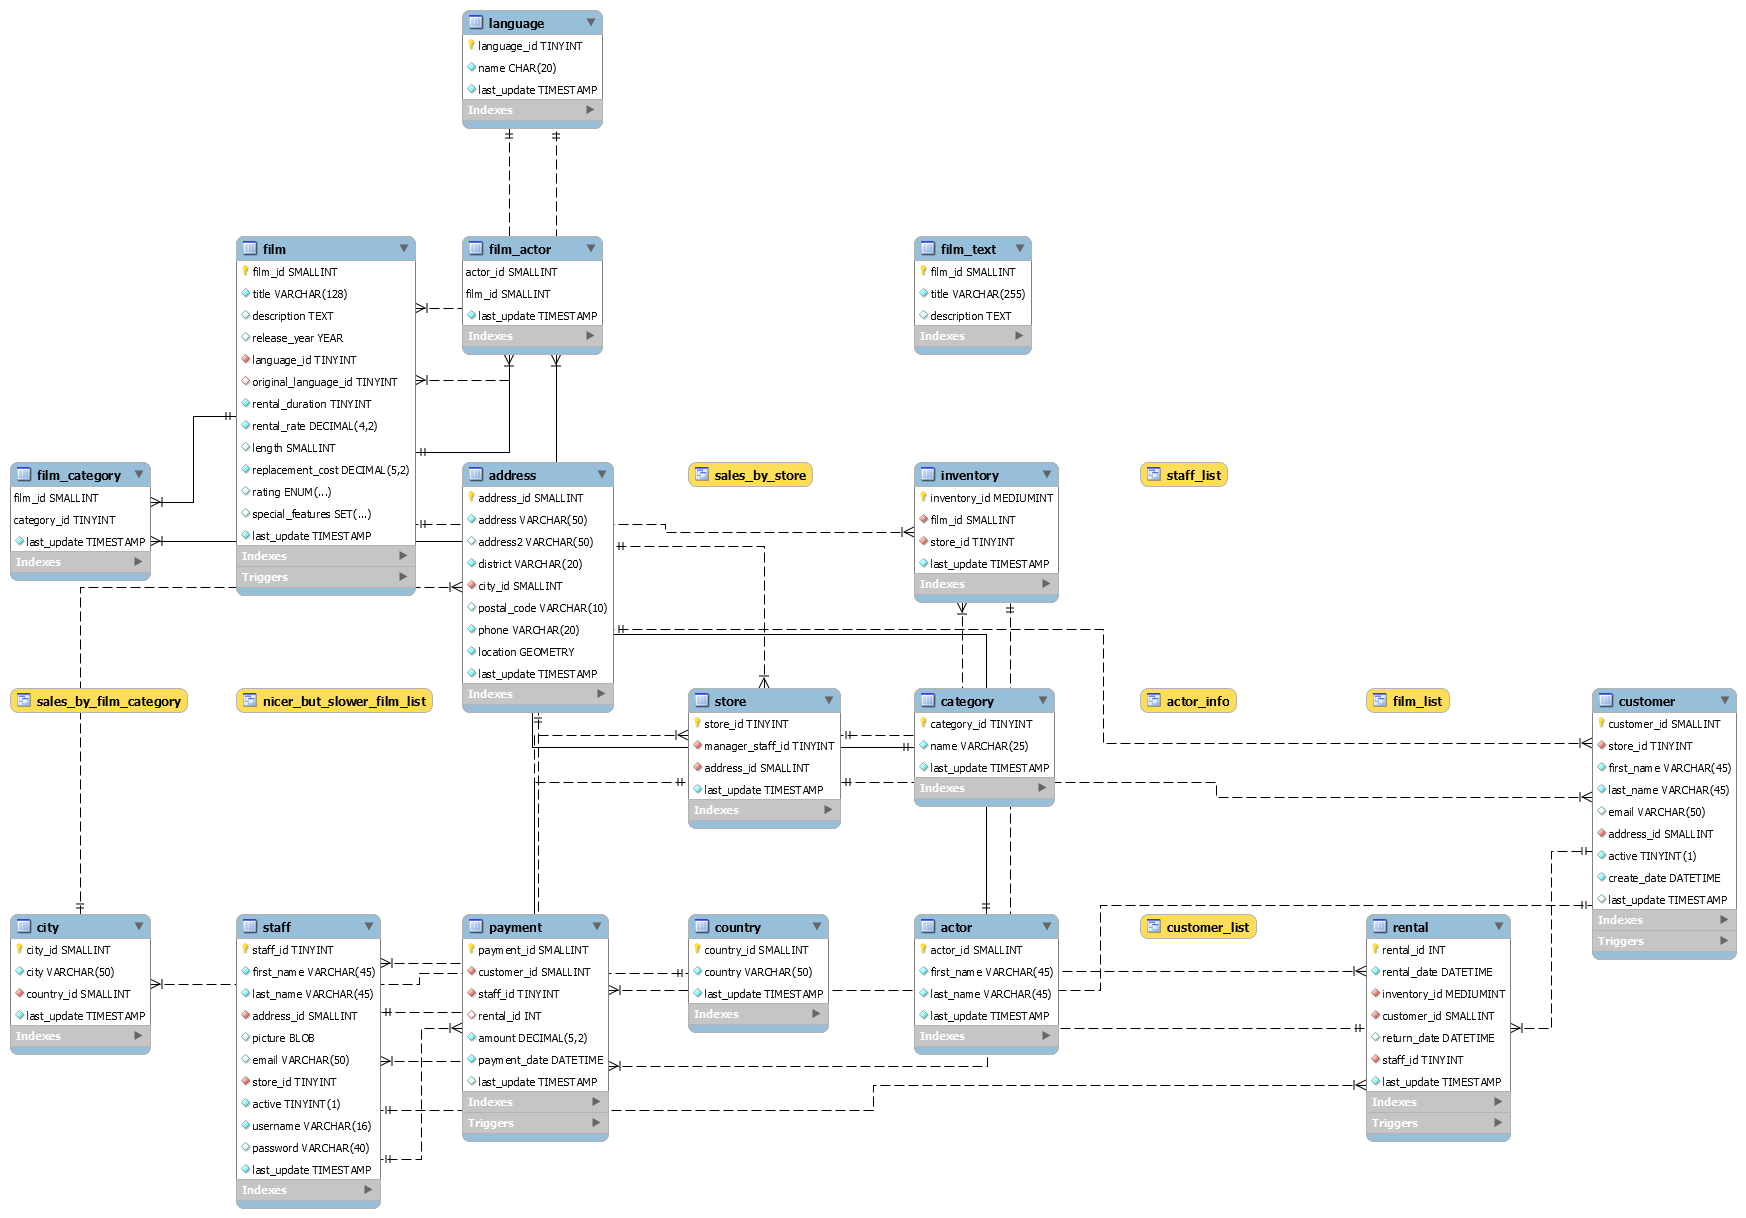 language
language_id TINYINT
name CHAR(20)
last_update TIMESTAMP
Indexes
film
film_id SMALLINT
title VARCHAR(128)
description TEXT
release_year YEAR
language_id TINYINT
original_language_id TINYINT
rental_duration TINYINT
rental_rate DECIMAL(4,2)
length SMALLINT
replacement_cost DECIMAL(5,2)
rating ENUM(...)
special_features SET(...)
last_update TIMESTAMP
Indexes
Triggers
film_actor
actor_id SMALLINT
film_id SMALLINT
last_update TIMESTAMP
Indexes
film_text
film_id SMALLINT
title VARCHAR(255)
description TEXT
Indexes
film_category
film_id SMALLINT
category_id TINYINT
last_update TIMESTAMP
Indexes
address
address_id SMALLINT
address VARCHAR(50)
address2 VARCHAR(50)
district VARCHAR(20)
city_id SMALLINT
postal_code VARCHAR(10)
phone VARCHAR(20)
location GEOMETRY
last_update TIMESTAMP
Indexes
sales_by_store
inventory
inventory_id MEDIUMINT
film_id SMALLINT
store_id TINYINT
last_update TIMESTAMP
Indexes
staff_list
sales_by_film_category
nicer_but_slower_film_list
store
store_id TINYINT
manager_staff_id TINYINT
address_id SMALLINT
last_update TIMESTAMP
Indexes
category
category_id TINYINT
name VARCHAR(25)
last_update TIMESTAMP
Indexes
actor_info
film_list
customer
customer_id SMALLINT
store_id TINYINT
first_name VARCHAR(45)
last_name VARCHAR(45)
email VARCHAR(50)
address_id SMALLINT
active TINYINT(1)
create_date DATETIME
last_update TIMESTAMP
Indexes
Triggers
city
city_id SMALLINT
city VARCHAR(50)
country_id SMALLINT
last_update TIMESTAMP
Indexes
staff
staff_id TINYINT
first_name VARCHAR(45)
last_name VARCHAR(45)
address_id SMALLINT
picture BLOB
email VARCHAR(50)
store_id TINYINT
active TINYINT(1)
username VARCHAR(16)
password VARCHAR(40)
last_update TIMESTAMP
Indexes
payment
payment_id SMALLINT
customer_id SMALLINT
staff_id TINYINT
rental_id INT
amount DECIMAL(5,2)
payment_date DATETIME
last_update TIMESTAMP
Indexes
Triggers
country
country_id SMALLINT
country VARCHAR(50)
last_update TIMESTAMP
Indexes
actor
actor_id SMALLINT
first_name VARCHAR(45)
last_name VARCHAR(45)
last_update TIMESTAMP
Indexes
customer_list
rental
rental_id INT
rental_date DATETIME
inventory_id MEDIUMINT
customer_id SMALLINT
return_date DATETIME
staff_id TINYINT
last_update TIMESTAMP
Indexes
Triggers